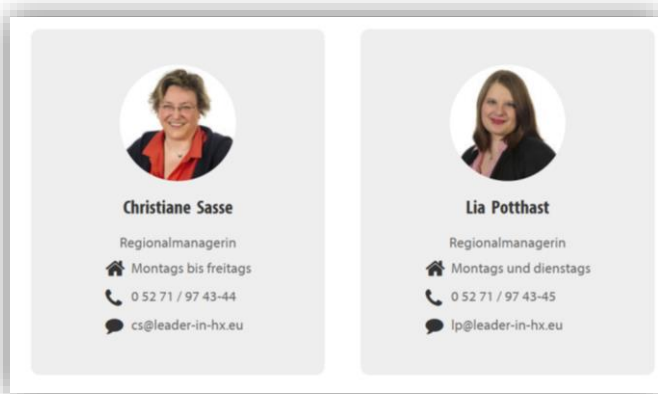 Christiane Sasse
Regionalmanagerin
Montags bis freitags
0 52 71 / 97 43-44
cs@leader-in-hx.eu
Lia Potthast
Regionalmanagerin
Montags und dienstags
0 52 71 / 97 43-45
lp@leader-in-hx.eu